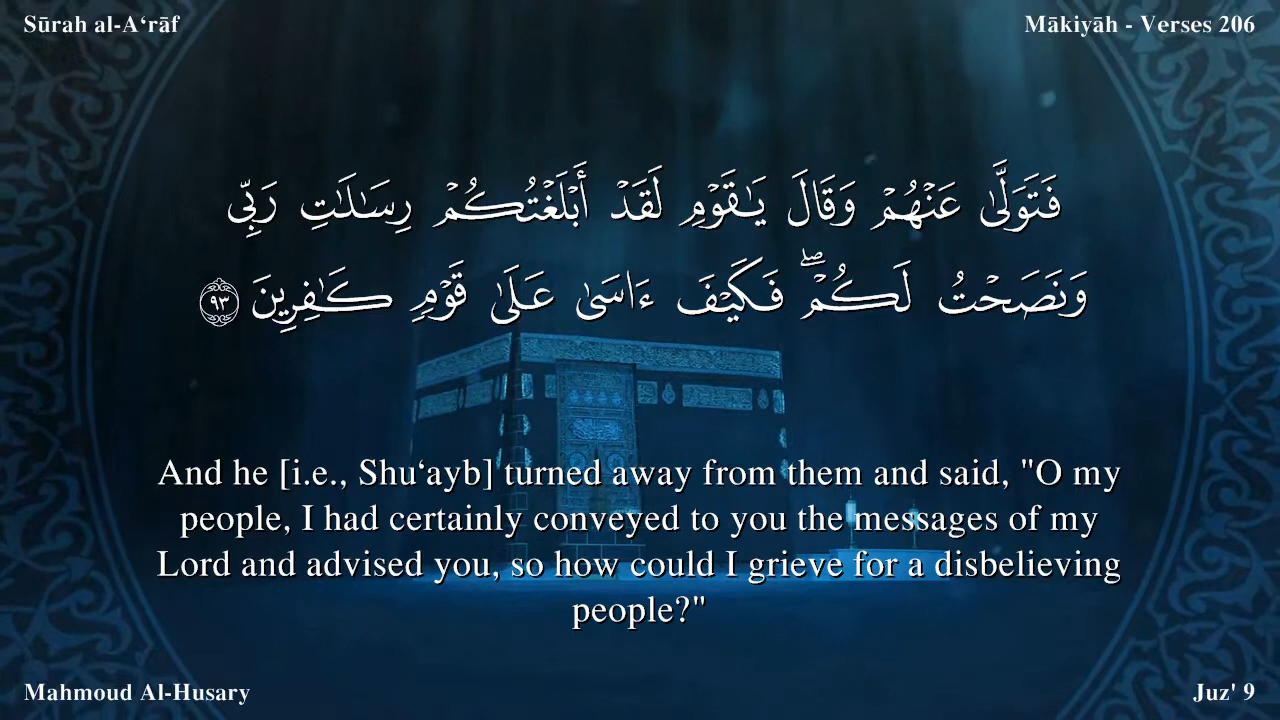 Sūrah al-A‘rāf
Mākiyāh - Verses 206
فَتَوَلَّىٰ عَنْهُمْ وَقَالَ يَـٰقَوْمِ لَقَدْ أَبْلَغْتُكُمْ رِسَـٰلَـٰتِ رَبِّى
وَنَصَحْتُ لَكُمْ ۖ فَكَيْفَ ءَاسَىٰ عَلَىٰ قَوْمٍ كَـٰفِرِينَ ٩٣
And he [i.e., Shu‘ayb] turned away from them and said, "O my
people, I had certainly conveyed to you the messages of my
Lord and advised you, so how could I grieve for a disbelieving
people?"
Mahmoud Al-Husary
Juz' 9